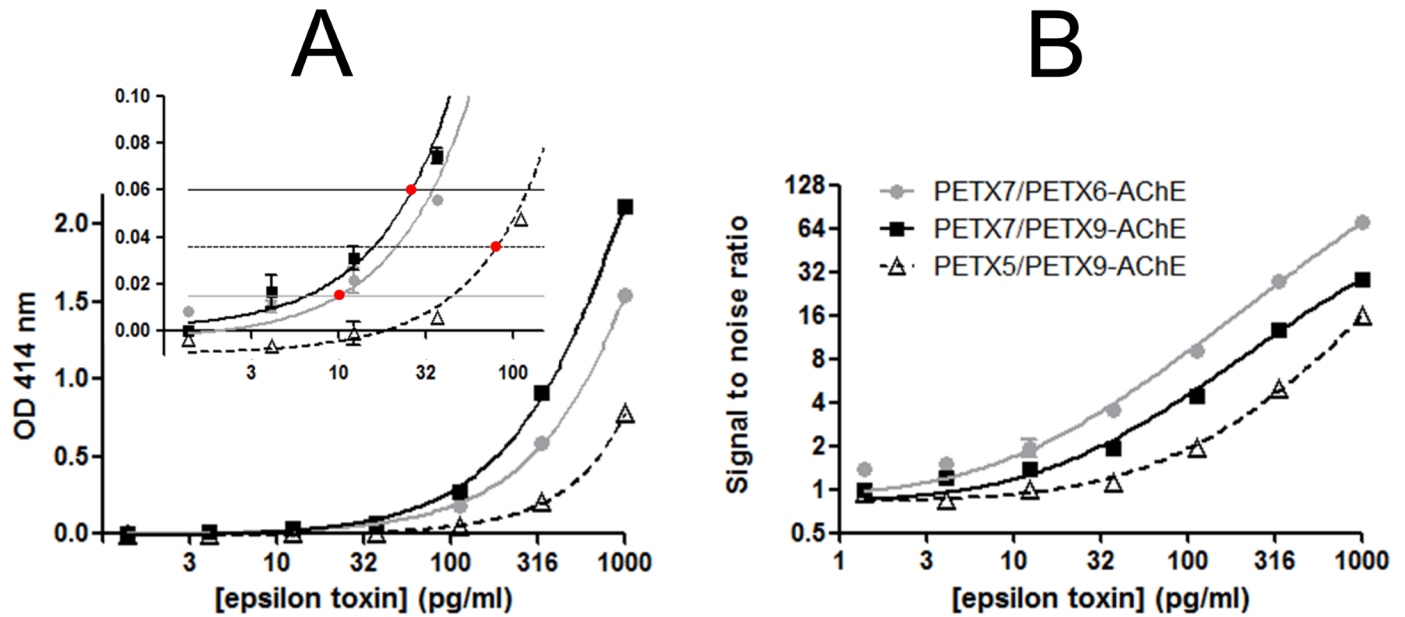 A
B
0.10
0.08
0.06
0.04
0.02
0.00
3 10 32 100
2.0
1.5
1.0
0.5
0.0
3 10 32 100 316 1000
OD 414 nm
[epsilon toxin] (pg/ml)
128
64
32
16
8
4
2
1
0.5
1 3 10 32 100 316 1000
Signal to noise ratio
[epsilon toxin] (pg/ml)
PETX7/PETX6-AChE
PETX7/PETX9-AChE
PETX5/PETX9-AChE